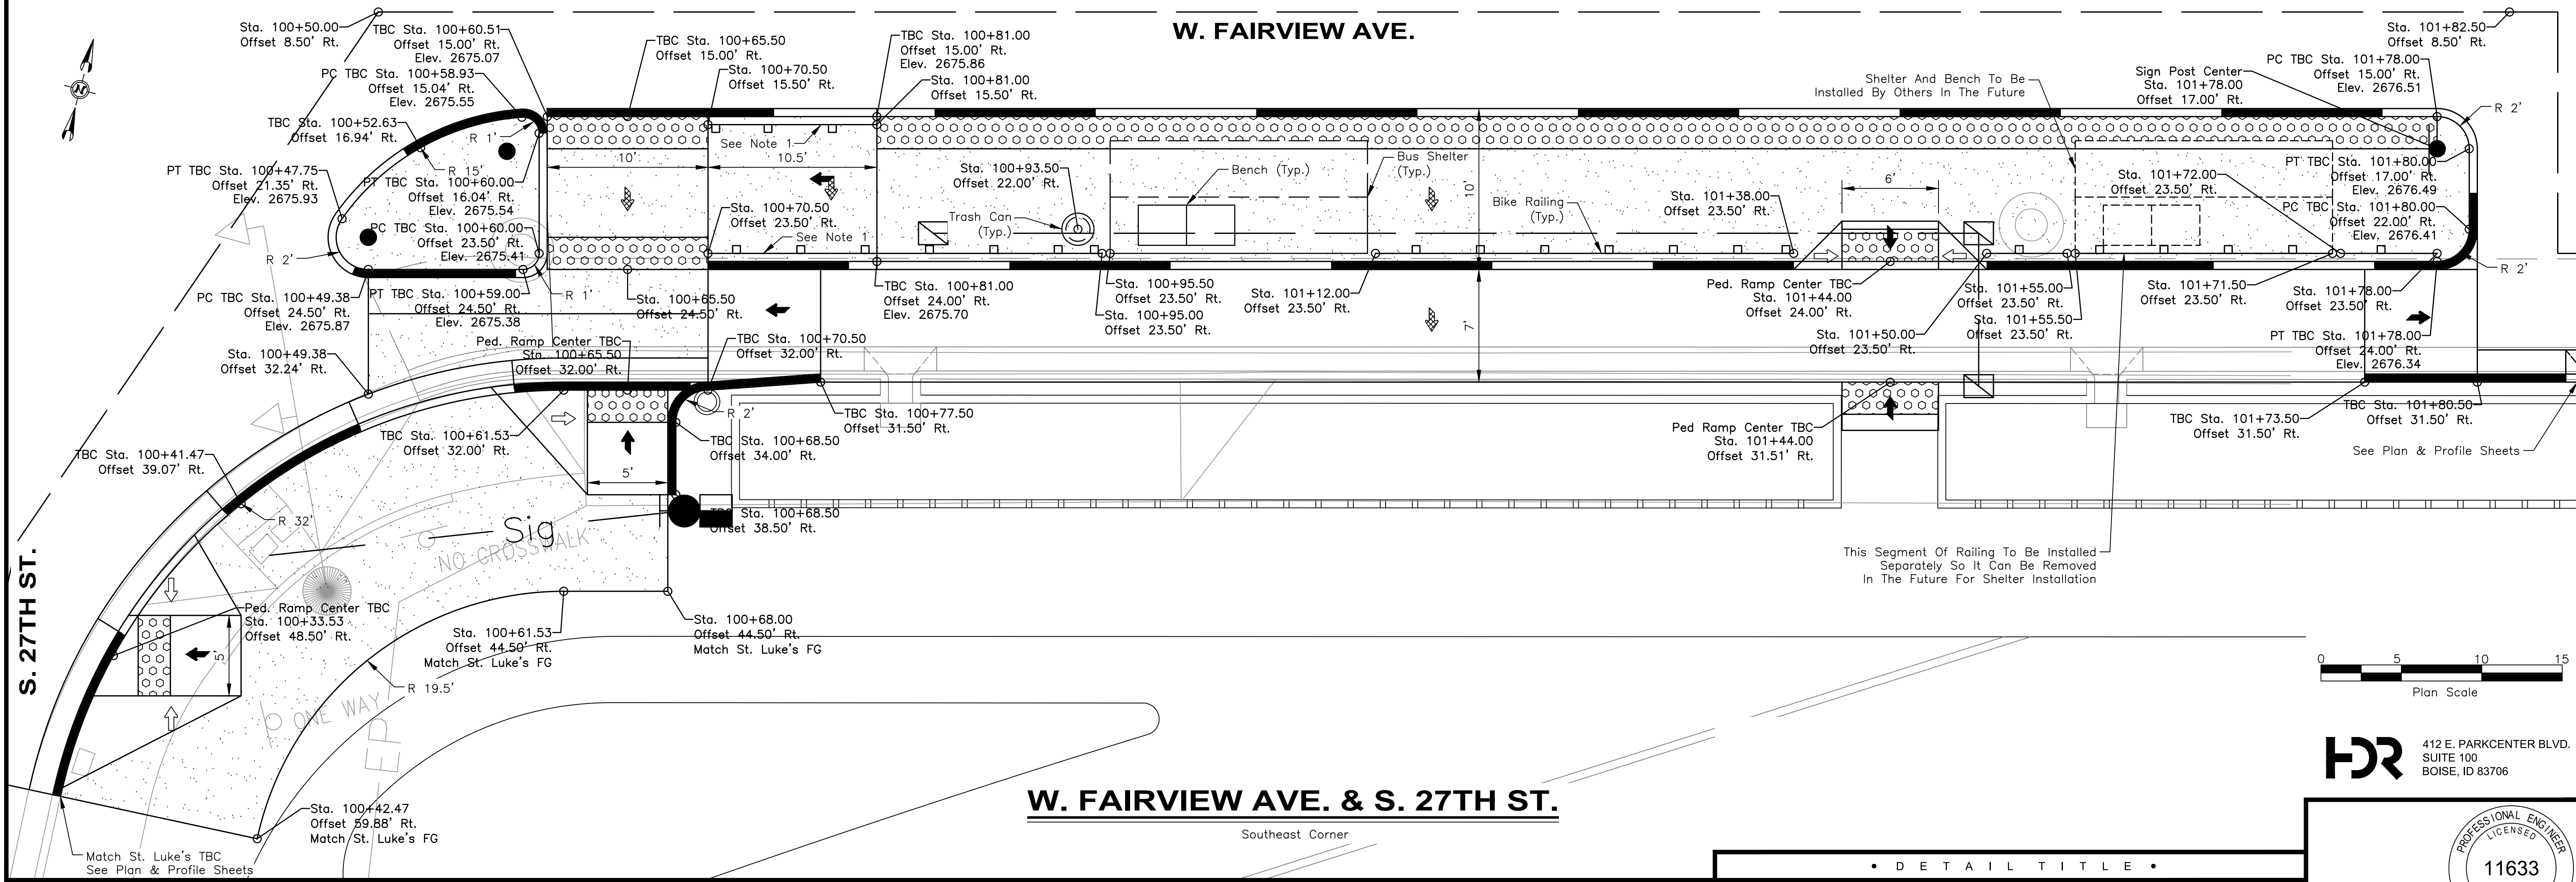 W. FAIRVIEW AVE.
Sta. 100+50.00
Offset 8.50' Rt.
TBC Sta. 100+60.51
Offset 15.00' Rt.
Elev. 2675.07
PC TBC Sta. 100+58.93
Offset 15.04' Rt.
Elev. 2675.55
TBC Sta. 100+52.63
Offset 16.94' Rt.
PT TBC Sta. 100+47.75
Offset 21.35' Rt.
Elev. 2675.93
R 1'
R 15'
PT TBC Sta. 100+60.00
Offset 16.04' Rt.
Elev. 2675.54
PC TBC Sta. 100+60.00
Offset 23.50' Rt.
Elev. 2675.41
R 2'
PC TBC Sta. 100+49.38
Offset 24.50' Rt.
Elev. 2675.87
PT TBC Sta. 100+59.00
Offset 24.50' Rt.
Elev. 2675.38
R 1'
Sta. 100+49.38
Offset 32.24' Rt.
TBC Sta. 100+65.50
Offset 15.00' Rt.
Sta. 100+70.50
Offset 15.50' Rt.
TBC Sta. 100+81.00
Offset 15.00' Rt.
Elev. 2675.86
Sta. 100+81.00
Offset 15.50' Rt.
See Note 1
10'
10.5'
Sta. 100+70.50
Offset 23.50' Rt.
See Note 1
Sta. 100+65.50
Offset 24.50' Rt.
Ped. Ramp Center TBC
Sta. 100+65.50
Offset 32.00' Rt.
TBC Sta. 100+70.50
Offset 32.00' Rt.
TBC Sta. 100+81.00
Offset 24.00' Rt.
Elev. 2675.70
Sta. 100+93.50
Offset 22.00' Rt.
Trash Can
(Typ.)
Bench (Typ.)
Bus Shelter
(Typ.)
10'
7'
Sta. 100+95.50
Offset 23.50' Rt.
Sta. 100+95.00
Offset 23.50' Rt.
Sta. 101+12.00
Offset 23.50' Rt.
Bike Railing
(Typ.)
Sta. 101+38.00
Offset 23.50' Rt.
6'
Shelter And Bench To Be
Installed By Others In The Future
Sign Post Center
Sta. 101+78.00
Offset 17.00' Rt.
Sta. 101+82.50
Offset 8.50' Rt.
PC TBC Sta. 101+78.00
Offset 15.00' Rt.
Elev. 2676.51
R 2'
PT TBC Sta. 101+80.00
Offset 17.00' Rt.
Elev. 2676.49
Sta. 101+72.00
Offset 23.50' Rt.
PC TBC Sta. 101+80.00
Offset 22.00' Rt.
Elev. 2676.41
R 2'
Ped. Ramp Center TBC
Sta. 101+44.00
Offset 24.00' Rt.
Sta. 101+50.00
Offset 23.50' Rt.
Sta. 101+55.00
Offset 23.50' Rt.
Sta. 101+55.50
Offset 23.50' Rt.
Sta. 101+71.50
Offset 23.50' Rt.
Sta. 101+78.00
Offset 23.50' Rt.
PT TBC Sta. 101+78.00
Offset 24.00' Rt.
Elev. 2676.34
TBC Sta. 101+80.50
Offset 31.50' Rt.
TBC Sta. 101+73.50
Offset 31.50' Rt.
See Plan & Profile Sheets
TBC Sta. 100+41.47
Offset 39.07' Rt.
TBC Sta. 100+61.53
Offset 32.00' Rt.
R 2'
TBC Sta. 100+77.50
Offset 31.50' Rt.
TBC Sta. 100+68.50
Offset 34.00' Rt.
5'
TBC Sta. 100+68.50
Offset 38.50' Rt.
Ped Ramp Center TBC
Sta. 101+44.00
Offset 31.51' Rt.
R 32'
Sig
NO CROSSWALK
This Segment Of Railing To Be Installed
Separately So It Can Be Removed
In The Future For Shelter Installation
S. 27TH ST.
Ped. Ramp Center TBC
Sta. 100+33.53
Offset 48.50' Rt.
5'
Sta. 100+61.53
Offset 44.50' Rt.
Match St. Luke's FG
Sta. 100+68.00
Offset 44.50' Rt.
Match St. Luke's FG
R 19.5'
ONE WAY
EP
Sta. 100+42.47
Offset 59.88' Rt.
Match St. Luke's FG
Match St. Luke's TBC
See Plan & Profile Sheets
W. FAIRVIEW AVE. & S. 27TH ST.
Southeast Corner
0 5 10 15
Plan Scale
HDR
412 E. PARKCENTER BLVD.
SUITE 100
BOISE, ID 83706
• DETAIL TITLE •
PROFESSIONAL ENGINEER
LICENSED
11633
N